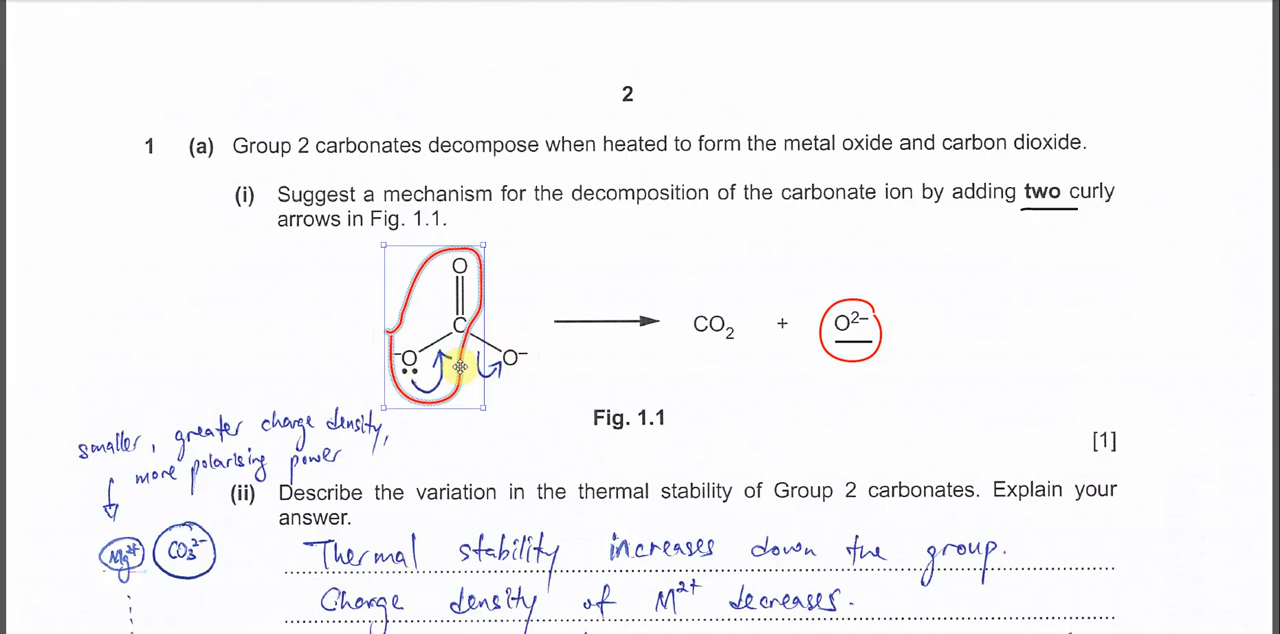 2
1 (a) Group 2 carbonates decompose when heated to form the metal oxide and carbon dioxide.
(i) Suggest a mechanism for the decomposition of the carbonate ion by adding two curly
arrows in Fig. 1.1.
O
C
⁻O O⁻
CO₂ + O²⁻
Fig. 1.1
[1]
smaller, greater charge density,
more polarising power
(ii) Describe the variation in the thermal stability of Group 2 carbonates. Explain your
answer.
Mg²⁺ CO₃²⁻
Thermal stability increases down the group.
Charge density of M²⁺ decreases.